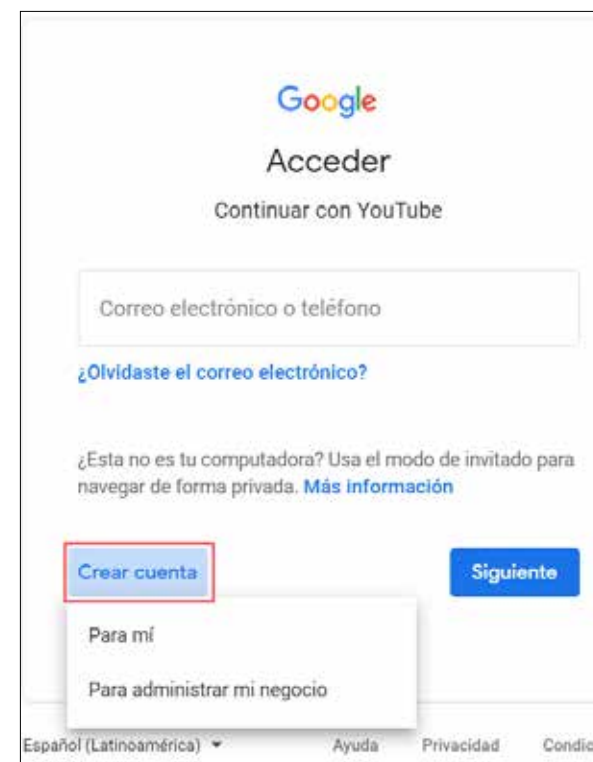 Google
Acceder
Continuar con YouTube
Correo electrónico o teléfono
¿Olvidaste el correo electrónico?
¿Esta no es tu computadora? Usa el modo de invitado para
navegar de forma privada. Más información
Crear cuenta
Siguiente
Para mí
Para administrar mi negocio
Español (Latinoamérica) Ayuda Privacidad Condic